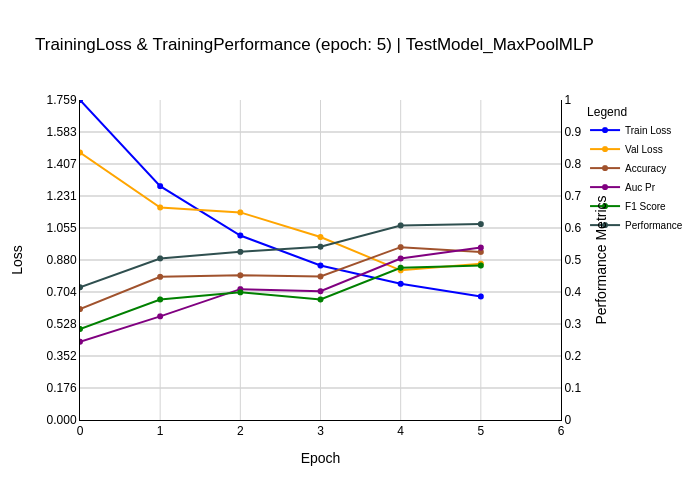 TrainingLoss & TrainingPerformance (epoch: 5) | TestModel_MaxPoolMLP
1.759
1.583
1.407
1.231
1.055
0.880
0.704
0.528
0.352
0.176
0.000
Loss
0 1 2 3 4 5 6
Epoch
1
0.9
0.8
0.7
0.6
0.5
0.4
0.3
0.2
0.1
0
Performance Metrics
Legend
Train Loss
Val Loss
Accuracy
Auc Pr
F1 Score
Performance